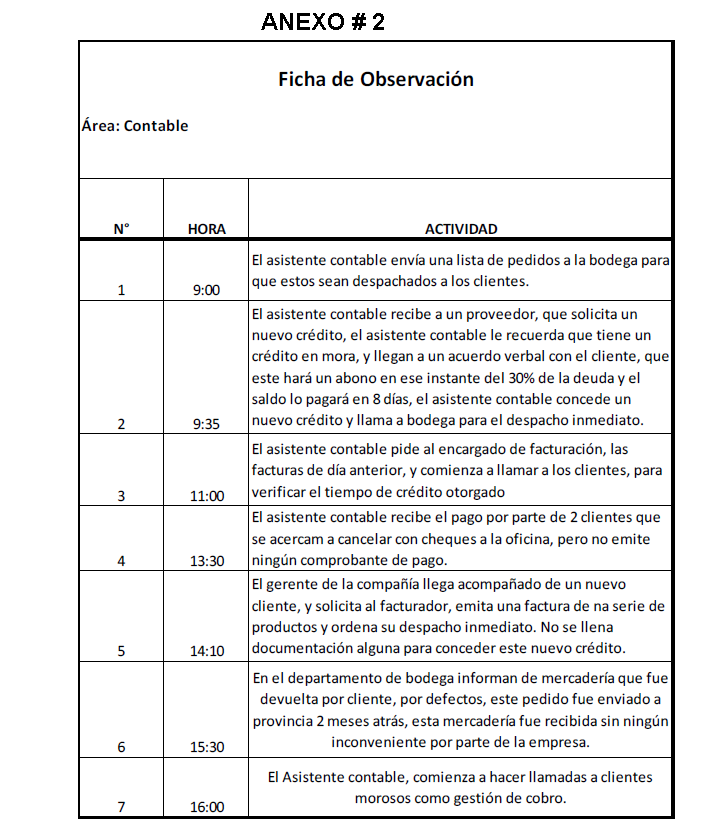 ANEXO # 2
Ficha de Observación
Área: Contable
N° HORA ACTIVIDAD
El asistente contable envía una lista de pedidos a la bodega para
que estos sean despachados a los clientes.
1 9:00
El asistente contable recibe a un proveedor, que solicita un
nuevo crédito, el asistente contable le recuerda que tiene un
crédito en mora, y llegan a un acuerdo verbal con el cliente, que
este hará un abono en ese instante del 30% de la deuda y el
saldo lo pagará en 8 días, el asistente contable concede un
nuevo crédito y llama a bodega para el despacho inmediato.
2 9:35
El asistente contable pide al encargado de facturación, las
facturas de día anterior, y comienza a llamar a los clientes, para
verificar el tiempo de crédito otorgado
3 11:00
El asistente contable recibe el pago por parte de 2 clientes que
se acercam a cancelar con cheques a la oficina, pero no emite
ningún comprobante de pago.
4 13:30
El gerente de la compañía llega acompañado de un nuevo
cliente, y solicita al facturador, emita una factura de na serie de
productos y ordena su despacho inmediato. No se llena
documentación alguna para conceder este nuevo crédito.
5 14:10
En el departamento de bodega informan de mercadería que fue
devuelta por cliente, por defectos, este pedido fue enviado a
provincia 2 meses atrás, esta mercadería fue recibida sin ningún
inconveniente por parte de la empresa.
6 15:30
El Asistente contable, comienza a hacer llamadas a clientes
morosos como gestión de cobro.
7 16:00